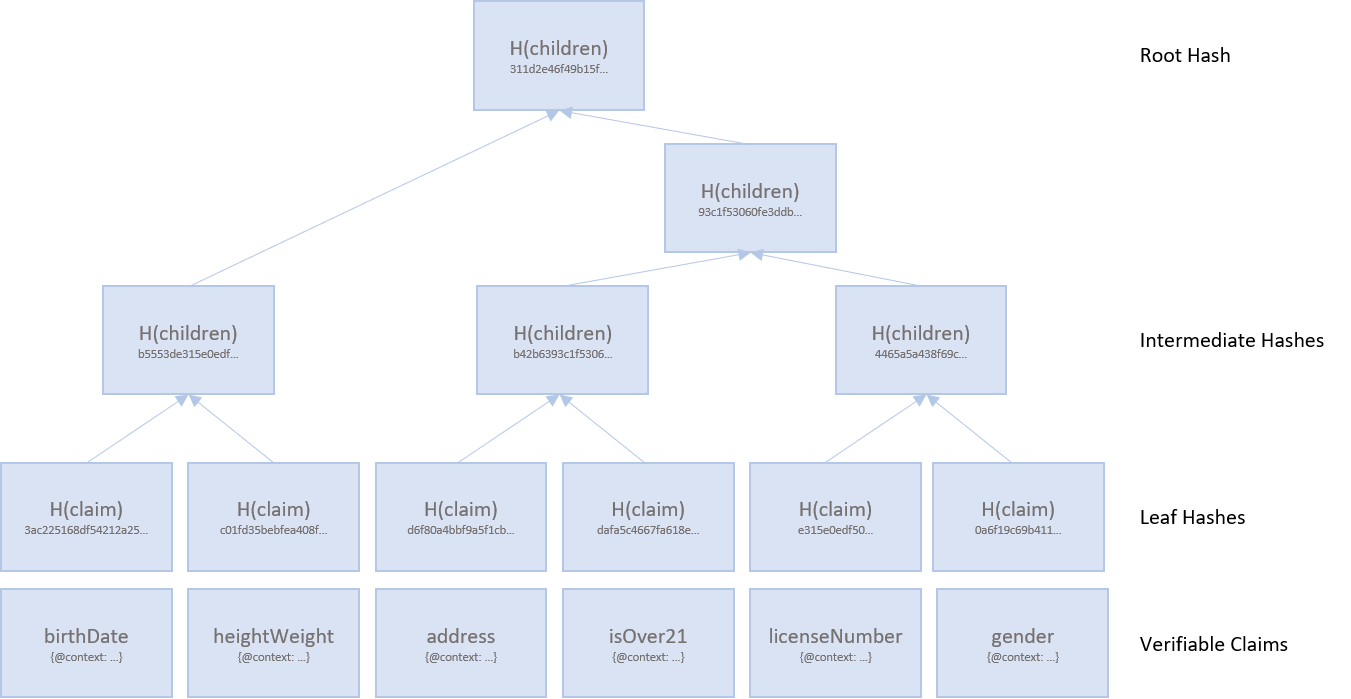 H(children)
311d2e46f49b15f...
Root Hash
H(children)
93c1f53060fe3ddb...
H(children)
b5553de315e0edf...
H(children)
b42b6393c1f5306...
H(children)
4465a5a438f69c...
Intermediate Hashes
H(claim)
3ac225168df54212a25...
H(claim)
c01fd35bebfea408f...
H(claim)
d6f80a4bbf9a5f1cb...
H(claim)
dafa5c4667fa618e...
H(claim)
e315e0edf50...
H(claim)
0a6f19c69b411...
Leaf Hashes
birthDate
{@context: ...}
heightWeight
{@context: ...}
address
{@context: ...}
isOver21
{@context: ...}
licenseNumber
{@context: ...}
gender
{@context: ...}
Verifiable Claims